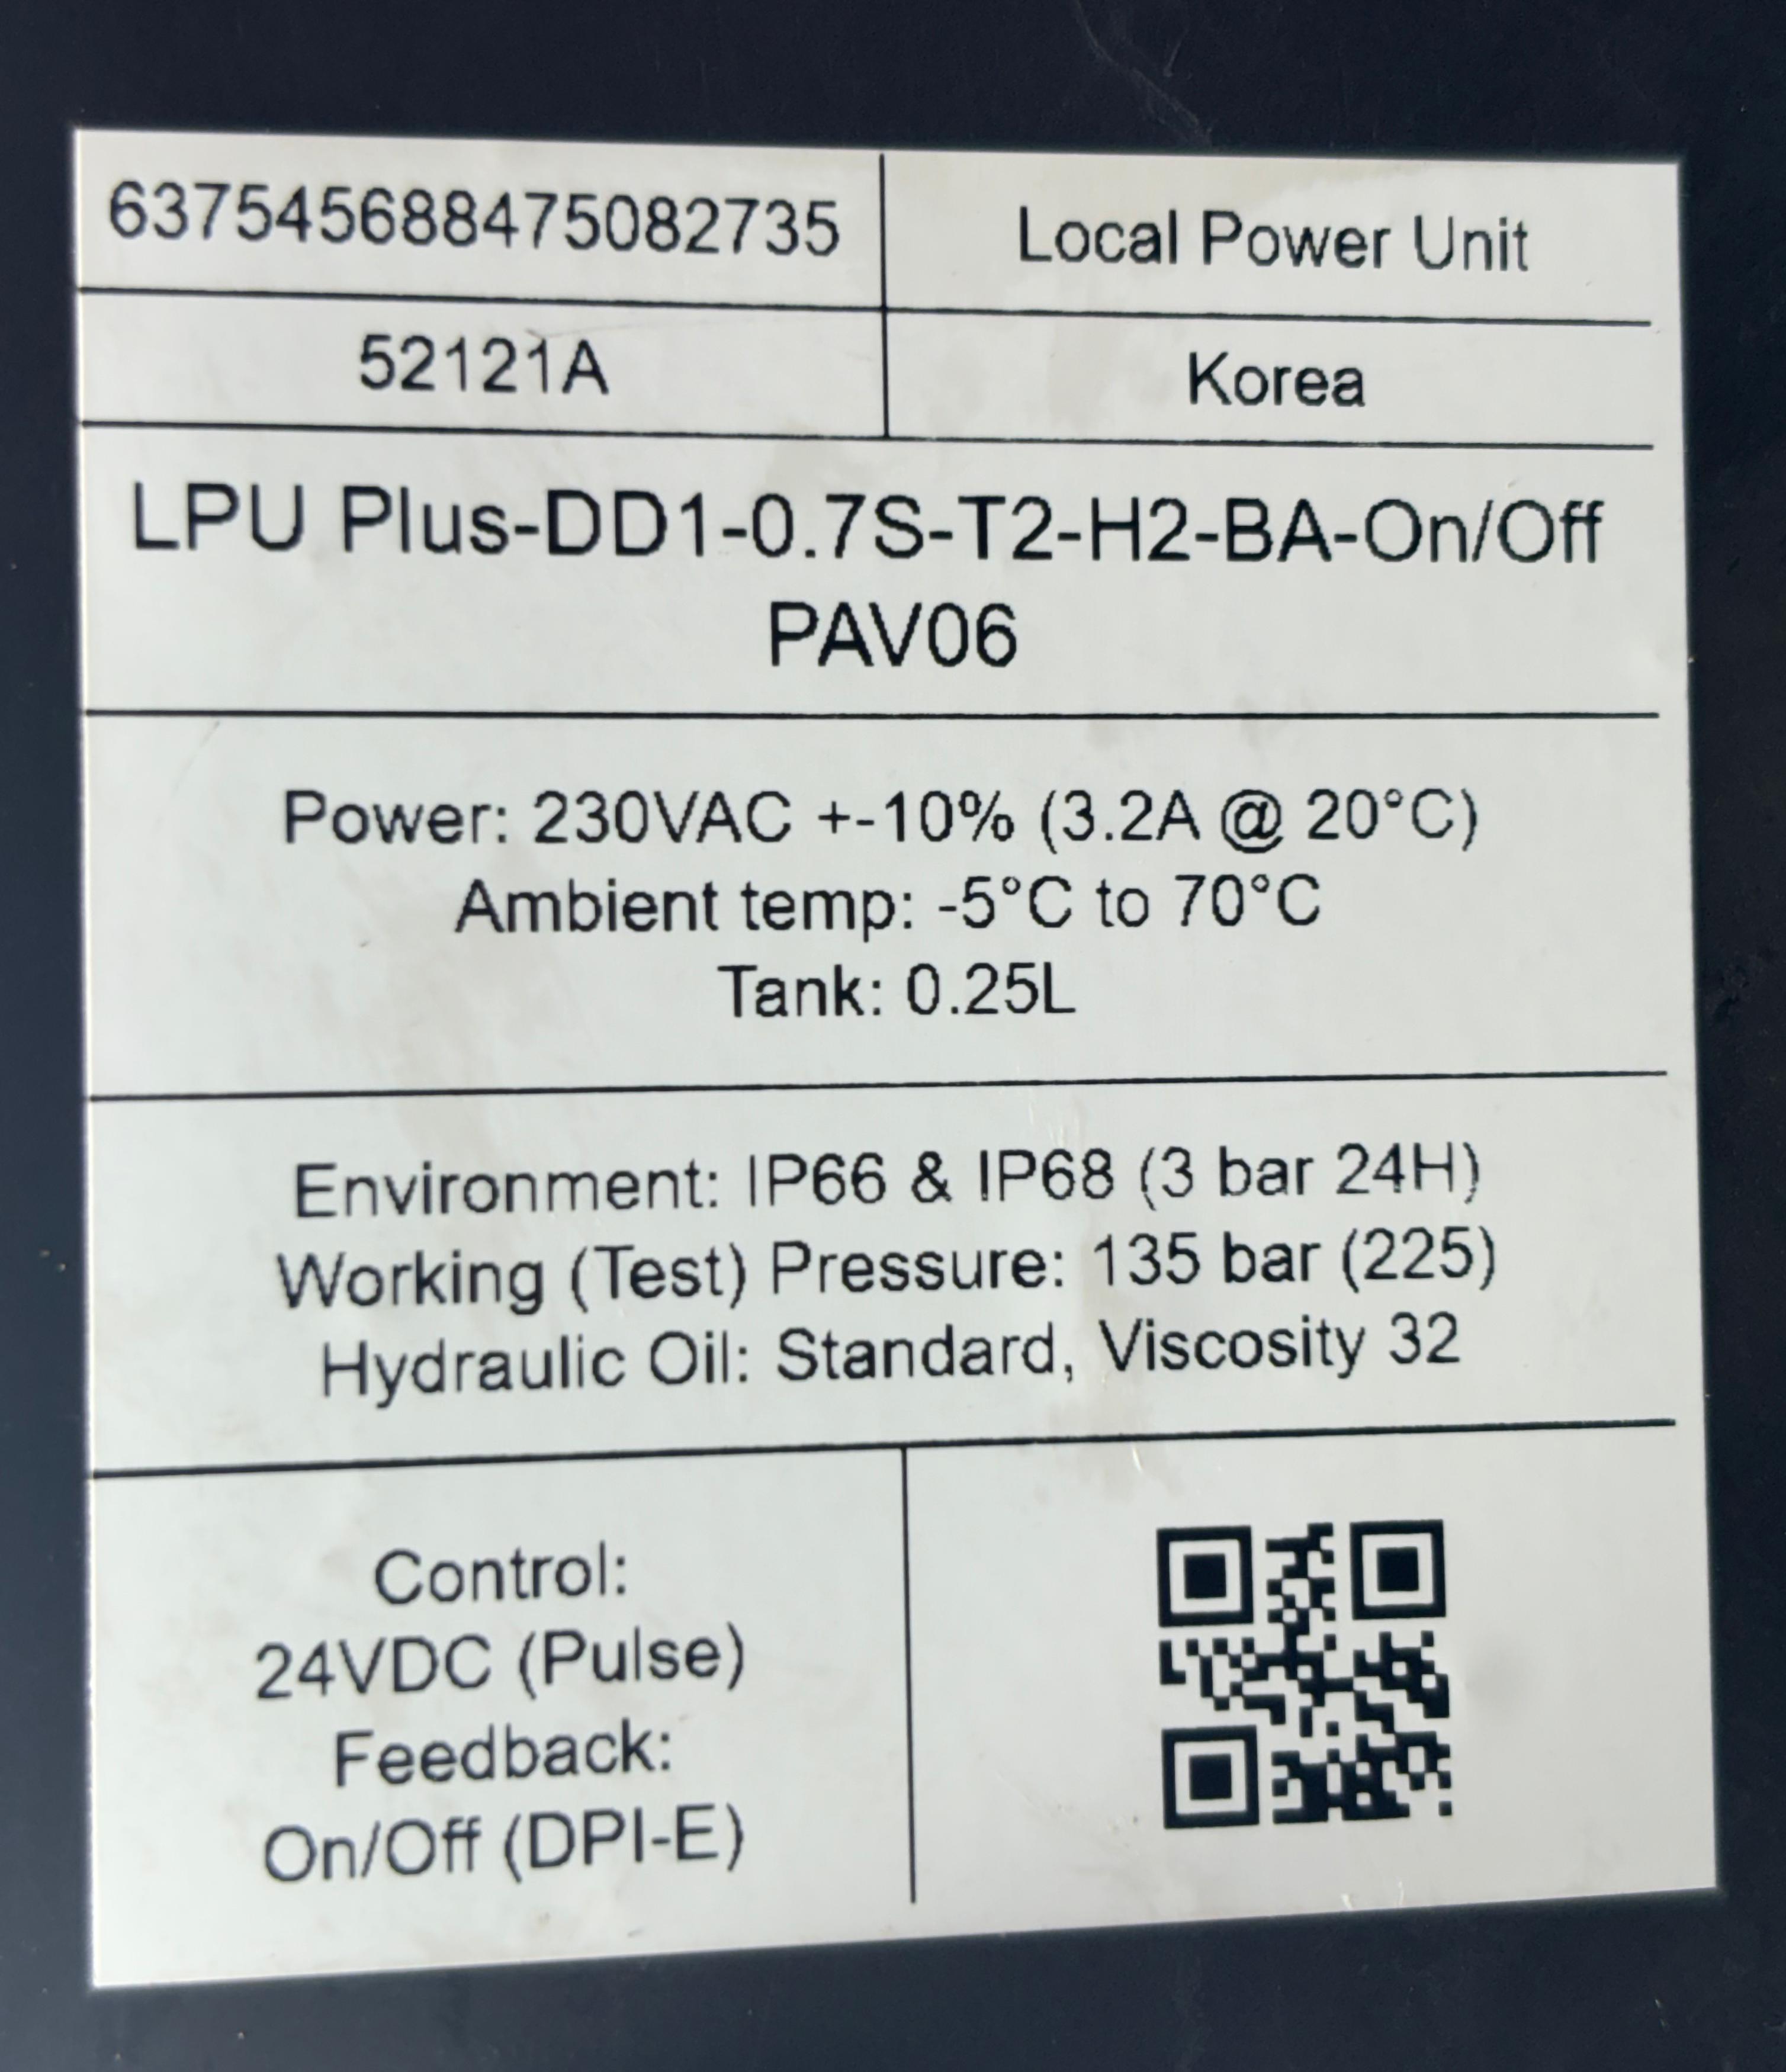 637545688475082735
Local Power Unit
52121A
Korea
LPU Plus-DD1-0.7S-T2-H2-BA-On/Off
PAV06
Power: 230VAC +-10% (3.2A @ 20°C)
Ambient temp: -5°C to 70°C
Tank: 0.25L
Environment: IP66 & IP68 (3 bar 24H)
Working (Test) Pressure: 135 bar (225)
Hydraulic Oil: Standard, Viscosity 32
Control:
24VDC (Pulse)
Feedback:
On/Off (DPI-E)